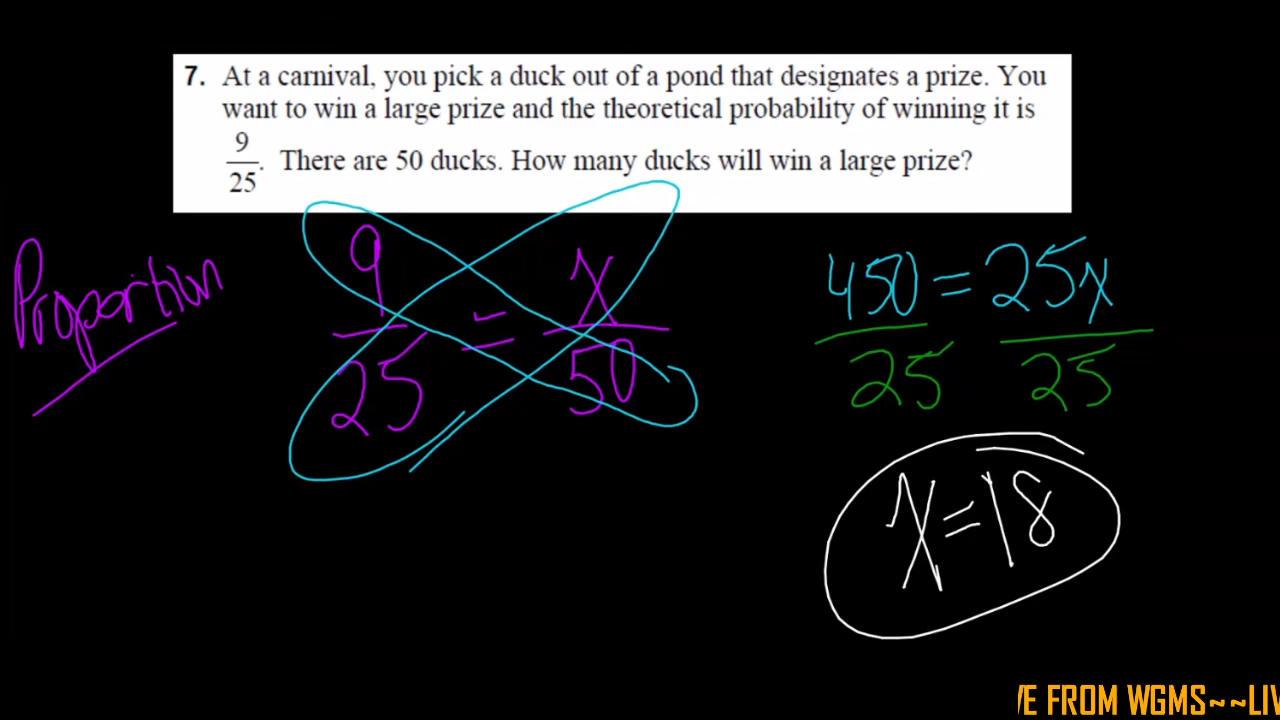 7. At a carnival, you pick a duck out of a pond that designates a prize. You
want to win a large prize and the theoretical probability of winning it is
9/25. There are 50 ducks. How many ducks will win a large prize?
Proportion
9/25 = x/50
450 = 25x
25 25
x = 18
VE FROM WGMS~~LIV